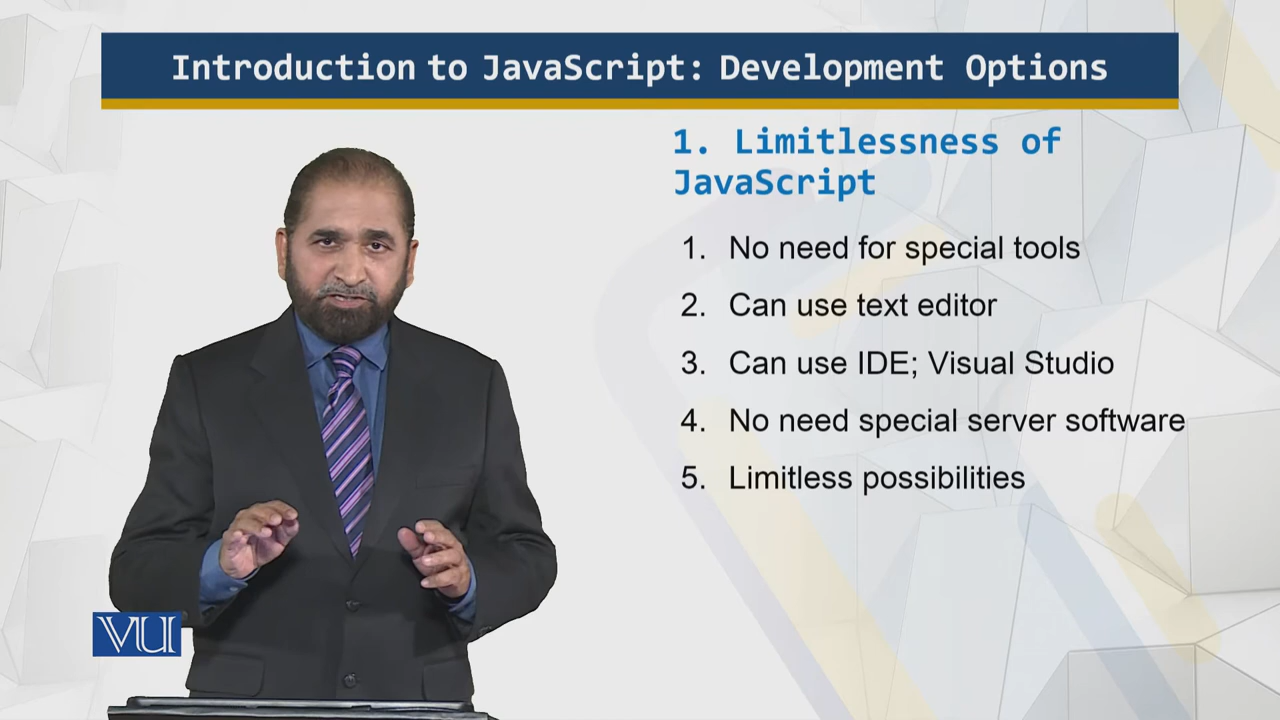 Introduction to JavaScript: Development Options
1. Limitlessness of
JavaScript
1. No need for special tools
2. Can use text editor
3. Can use IDE; Visual Studio
4. No need special server software
5. Limitless possibilities
VU